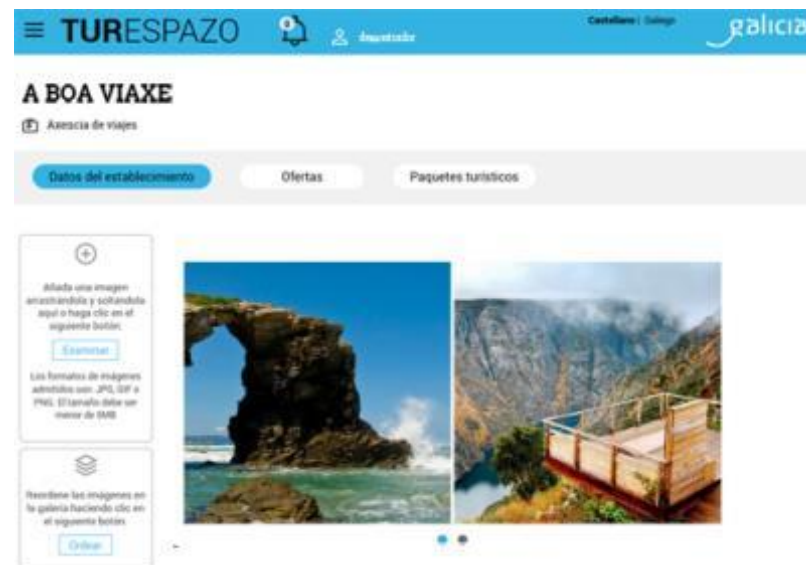 TURESPAZO
0
Castellano | Galego
galicia
A BOA VIAXE
Axencia de viajes
Datos del establecimiento
Ofertas
Paquetes turísticos
Añada una imagen
arrastrándola y soltándola
aquí o haga clic en el
siguiente botón:
Examinar
Los formatos de imágenes
admitidos son: JPG, GIF o
PNG. El tamaño debe ser
menor de 5MB
Reordene las imágenes en
la galería haciendo clic en
el siguiente botón
Ordenar